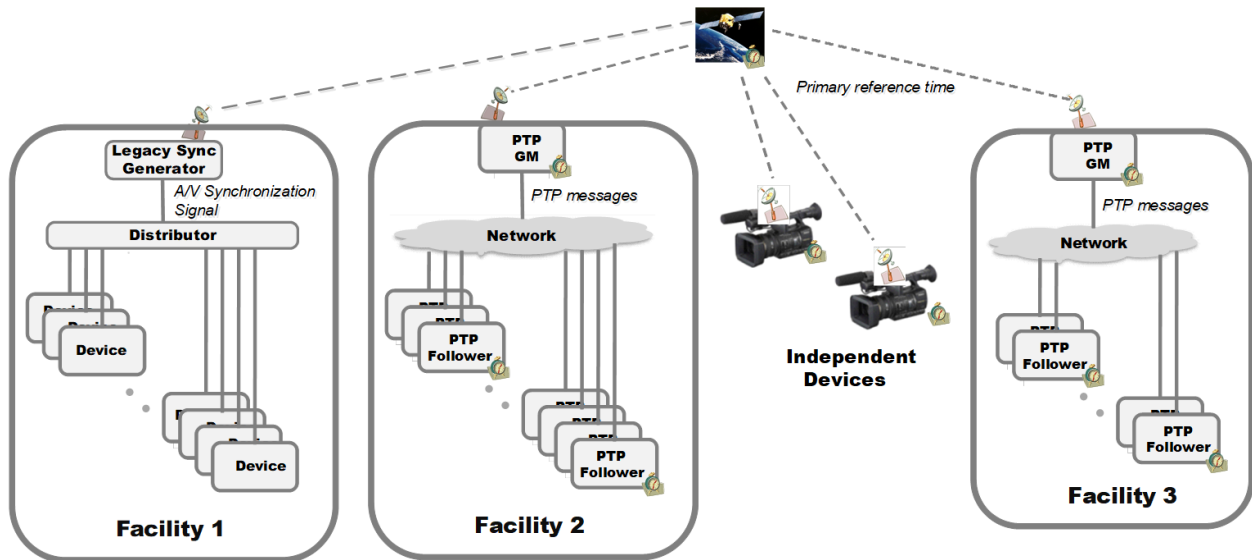 Primary reference time
Legacy Sync
Generator
A/V Synchronization
Signal
Distributor
Device
Device
Facility 1
PTP
GM
PTP messages
Network
PTP
Follower
PTP
Follower
Facility 2
Independent
Devices
PTP
GM
PTP messages
Network
PTP
Follower
PTP
Follower
Facility 3